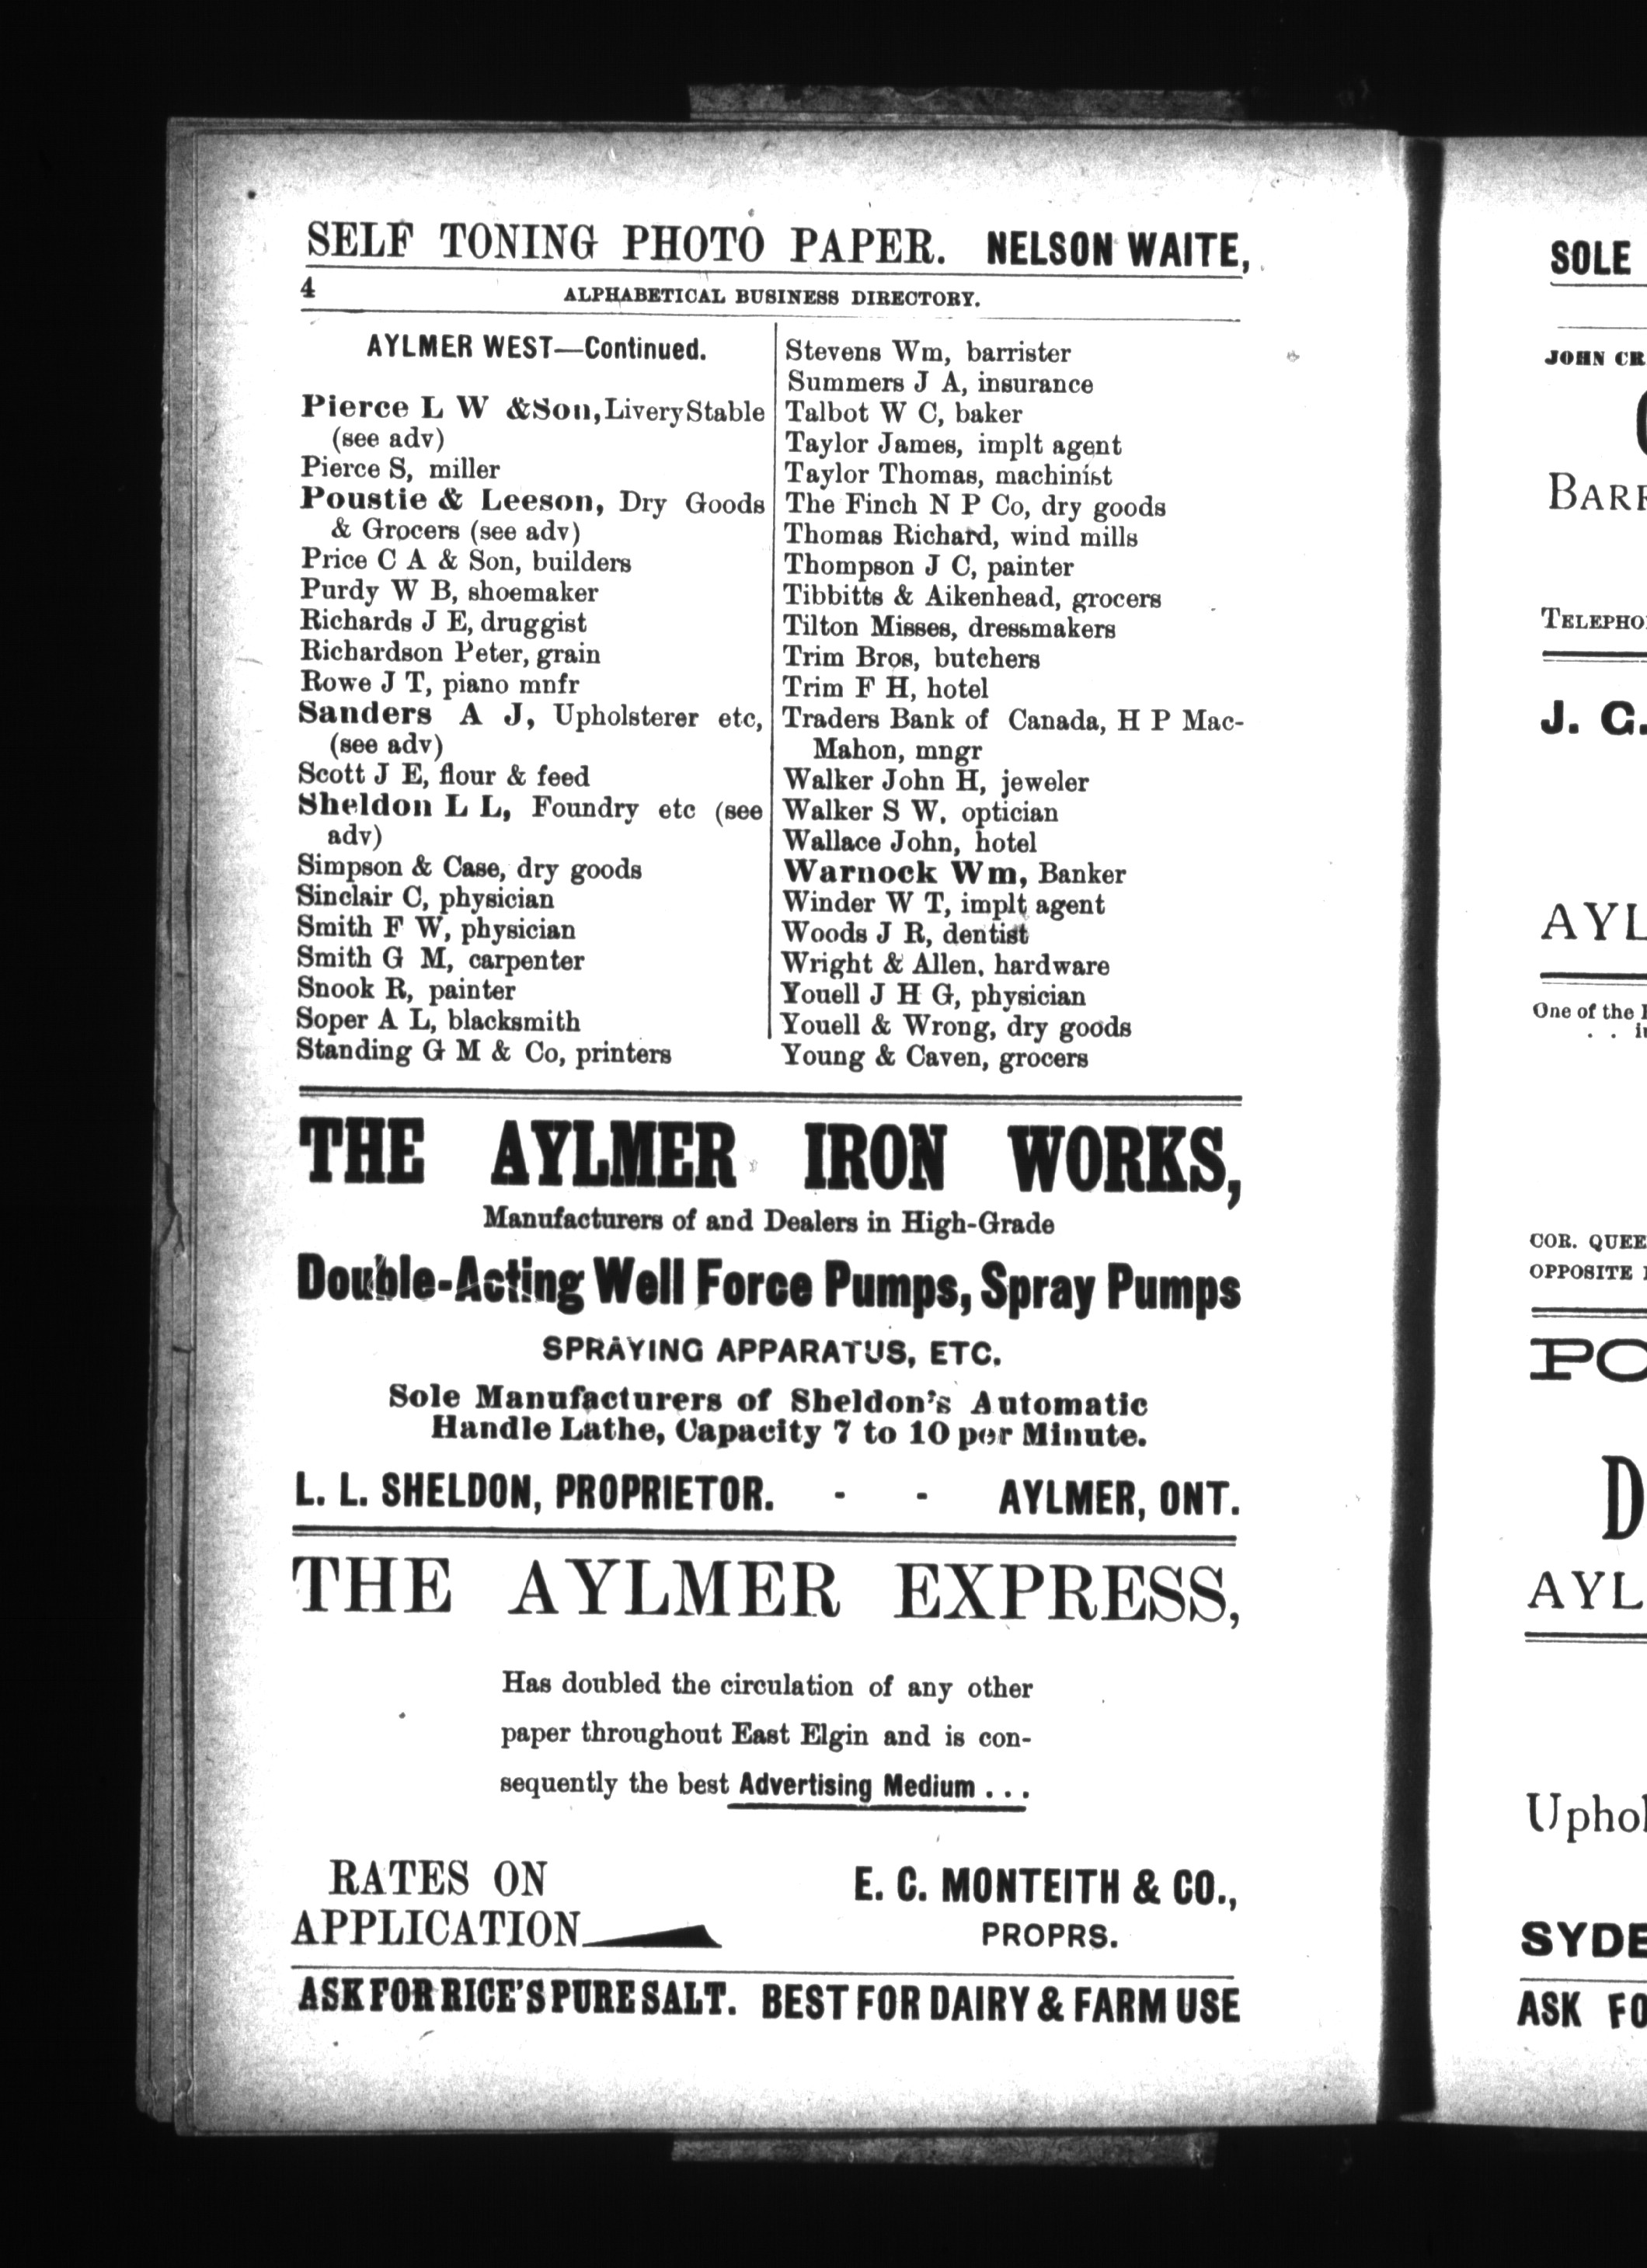 SELF TONING PHOTO PAPER. NELSON WAITE,
4
ALPHABETICAL BUSINESS DIRECTORY.
AYLMER WEST—Continued.
Pierce L W &Son, Livery Stable
(see adv)
Pierce S, miller
Poustie & Leeson, Dry Goods
& Grocers (see adv)
Price C A & Son, builders
Purdy W B, shoemaker
Richards J E, druggist
Richardson Peter, grain
Rowe J T, piano mnfr
Sanders A J, Upholsterer etc,
(see adv)
Scott J E, flour & feed
Sheldon L L, Foundry etc (see
adv)
Simpson & Case, dry goods
Sinclair C, physician
Smith F W, physician
Smith G M, carpenter
Snook R, painter
Soper A L, blacksmith
Standing G M & Co, printers
Stevens Wm, barrister
Summers J A, insurance
Talbot W C, baker
Taylor James, implt agent
Taylor Thomas, machinist
The Finch N P Co, dry goods
Thomas Richard, wind mills
Thompson J C, painter
Tibbitts & Aikenhead, grocers
Tilton Misses, dressmakers
Trim Bros, butchers
Trim F H, hotel
Traders Bank of Canada, H P Mac-
Mahon, mngr
Walker John H, jeweler
Walker S W, optician
Wallace John, hotel
Warnock Wm, Banker
Winder W T, implt agent
Woods J R, dentist
Wright & Allen, hardware
Youell J H G, physician
Youell & Wrong, dry goods
Young & Caven, grocers
THE AYLMER IRON WORKS,
Manufacturers of and Dealers in High-Grade
Double-Acting Well Force Pumps, Spray Pumps
SPRAYING APPARATUS, ETC.
Sole Manufacturers of Sheldon's Automatic
Handle Lathe, Capacity 7 to 10 per Minute.
L. L. SHELDON, PROPRIETOR. - - AYLMER, ONT.
THE AYLMER EXPRESS,
Has doubled the circulation of any other
paper throughout East Elgin and is con-
sequently the best Advertising Medium . . .
RATES ON
APPLICATION
E. C. MONTEITH & CO.,
PROPRS.
ASK FOR RICE'S PURE SALT. BEST FOR DAIRY & FARM USE
SOLE
JOHN CR
BARR
TELEPHO
J. C.
AYL
One of the
. . i
COR. QUEE
OPPOSITE
PO
D
AYL
Uphol
SYDE
ASK FO